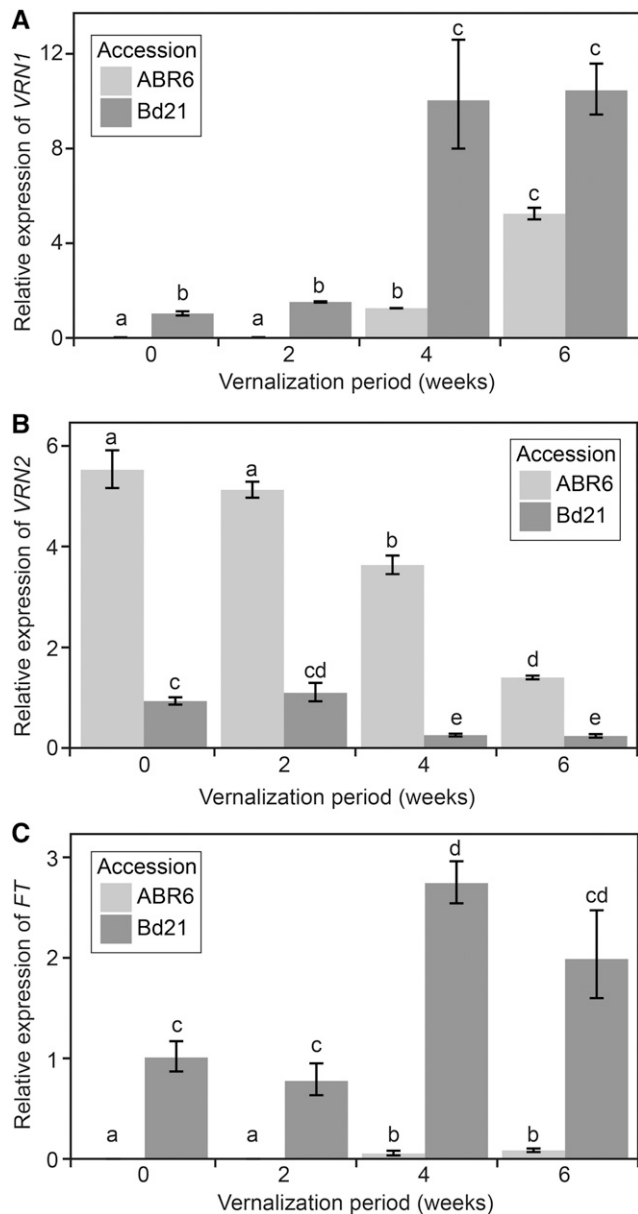 A
Relative expression of VRN1
12
8
4
0
Accession
ABR6
Bd21
a
b
a
b
b
c
c
c
0
2
4
6
Vernalization period (weeks)
B
Relative expression of VRN2
6
4
2
0
Accession
ABR6
Bd21
a
c
a
cd
b
e
d
e
0
2
4
6
Vernalization period (weeks)
C
Relative expression of FT
3
2
1
0
Accession
ABR6
Bd21
a
c
a
c
b
d
b
cd
0
2
4
6
Vernalization period (weeks)